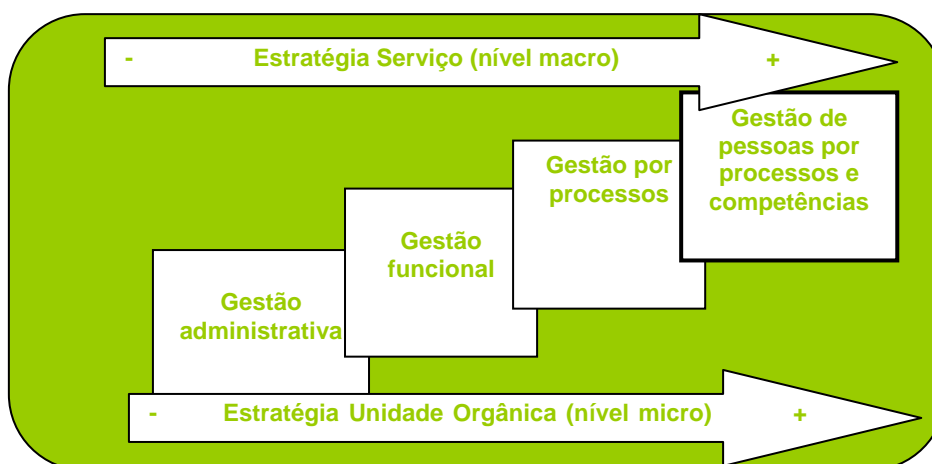 - Estratégia Serviço (nível macro) +
Gestão de
pessoas por
processos e
competências
Gestão por
processos
Gestão
funcional
Gestão
administrativa
- Estratégia Unidade Orgânica (nível micro) +